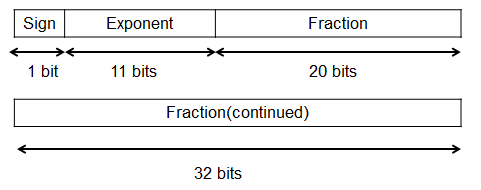 Sign Exponent Fraction
1 bit 11 bits 20 bits
Fraction(continued)
32 bits